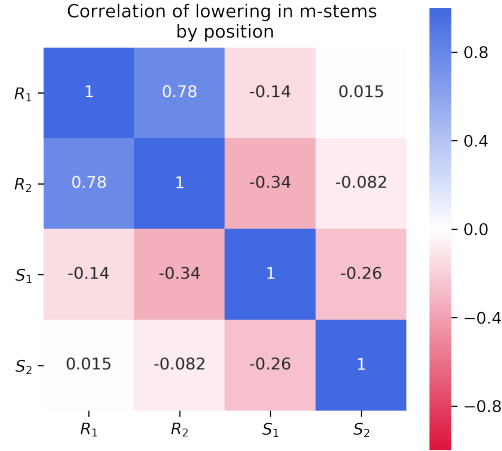 Correlation of lowering in m-stems
by position
R₁ 1 0.78 -0.14 0.015
R₂ 0.78 1 -0.34 -0.082
S₁ -0.14 -0.34 1 -0.26
S₂ 0.015 -0.082 -0.26 1
R₁ R₂ S₁ S₂
0.8
0.4
0.0
−0.4
−0.8